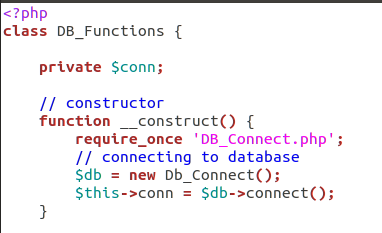 <?php
class DB_Functions {
private $conn;
// constructor
function __construct() {
require_once 'DB_Connect.php';
// connecting to database
$db = new Db_Connect();
$this->conn = $db->connect();
}